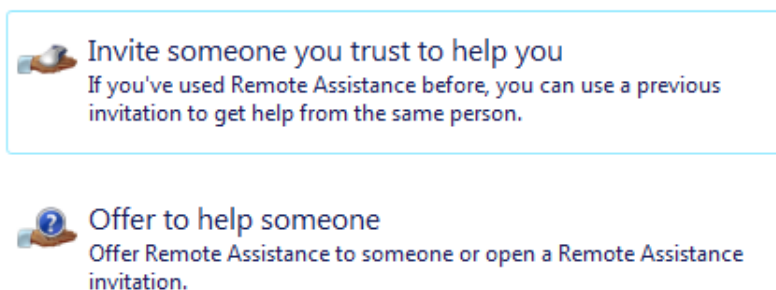 Invite someone you trust to help you
If you've used Remote Assistance before, you can use a previous
invitation to get help from the same person.
Offer to help someone
Offer Remote Assistance to someone or open a Remote Assistance
invitation.